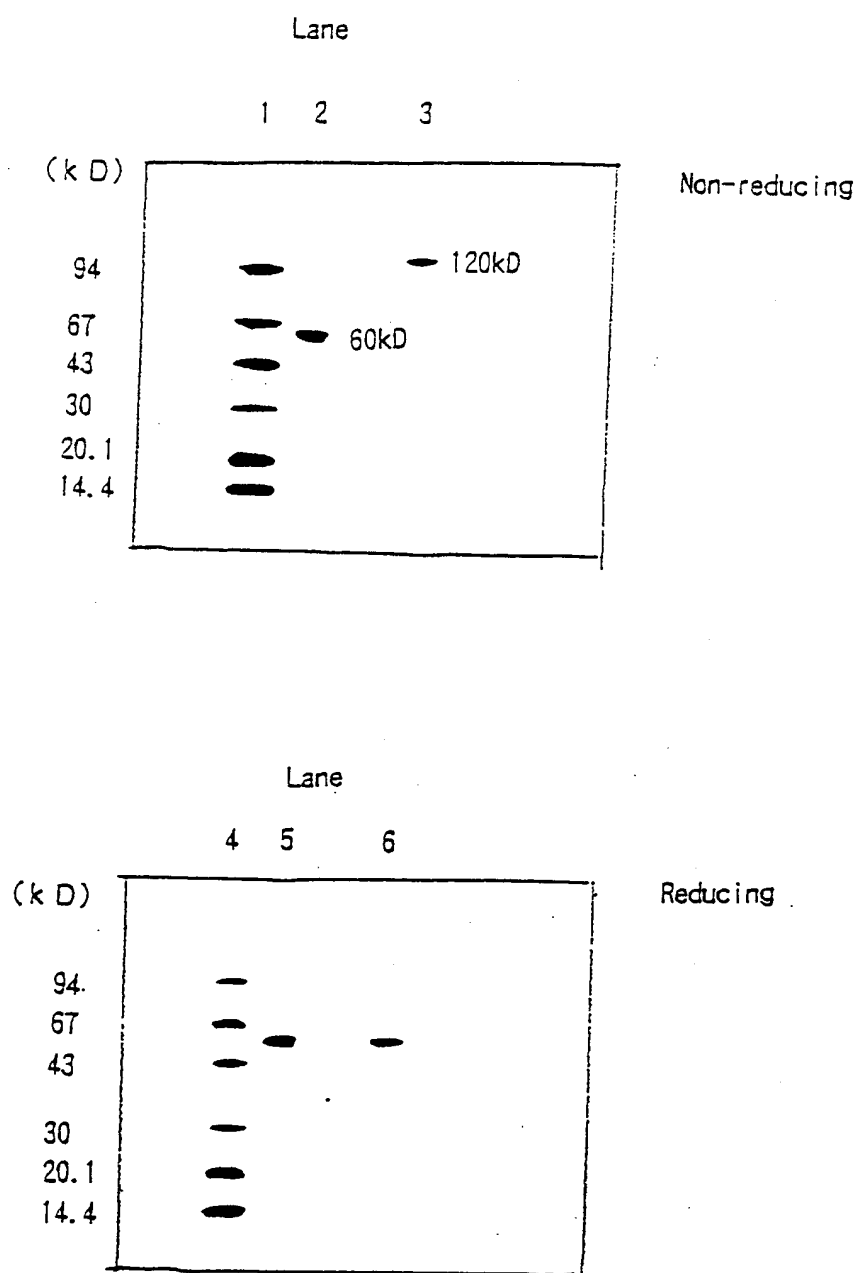 Lane
1 2 3
(kD)
Non-reducing
94
120kD
67
60kD
43
30
20.1
14.4
Lane
4 5 6
(kD)
Reducing
94
67
43
30
20.1
14.4